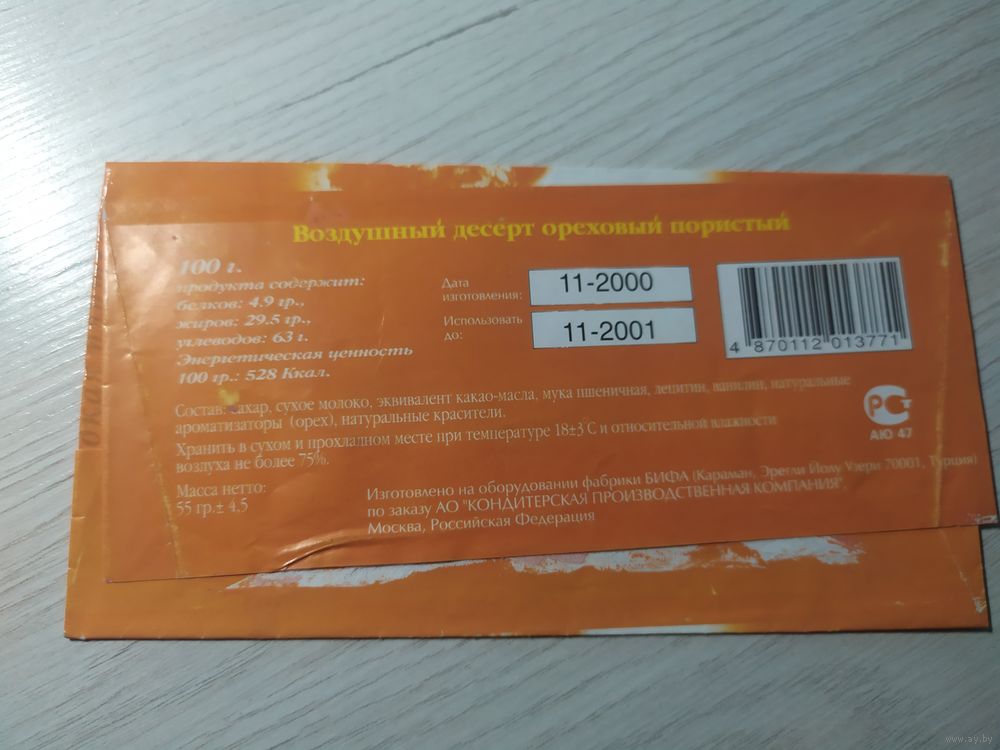 Воздушный десерт ореховый пористый
100 г.
продукта содержит:
белков: 4.9 гр.,
жиров: 29.5 гр.,
углеводов: 63 г.
Энергетическая ценность
100 гр.: 528 Ккал.
Дата
изготовления:
11-2000
Использовать
до:
11-2001
4 870112 013771
Состав: сахар, сухое молоко, эквивалент какао-масла, мука пшеничная, лецитин, ванилин, натуральные
ароматизаторы (орех), натуральные красители.
Хранить в сухом и прохладном месте при температуре 18±3°С и относительной влажности
воздуха не более 75%.
РСТ
АЮ 47
Масса нетто:
55 гр.± 4.5
Изготовлено на оборудовании фабрики БИФА (Караман, Эрегли Йолу Узери 70001, Турция)
по заказу АО "КОНДИТЕРСКАЯ ПРОИЗВОДСТВЕННАЯ КОМПАНИЯ".
Москва, Российская Федерация
www.ay.by